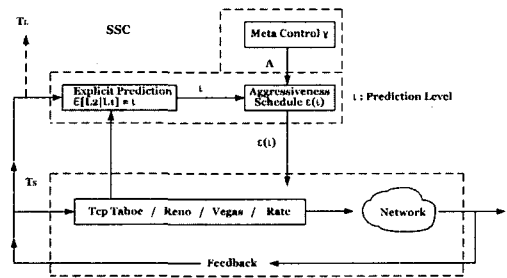 TL
SSC
Meta Control γ
Λ
Explicit Prediction
E[L2|L1] = ι
ι
Aggressiveness
Schedule ε(ι)
ι : Prediction Level
ε(ι)
TS
Tcp Tahoe / Reno / Vegas / Rate
Network
Feedback